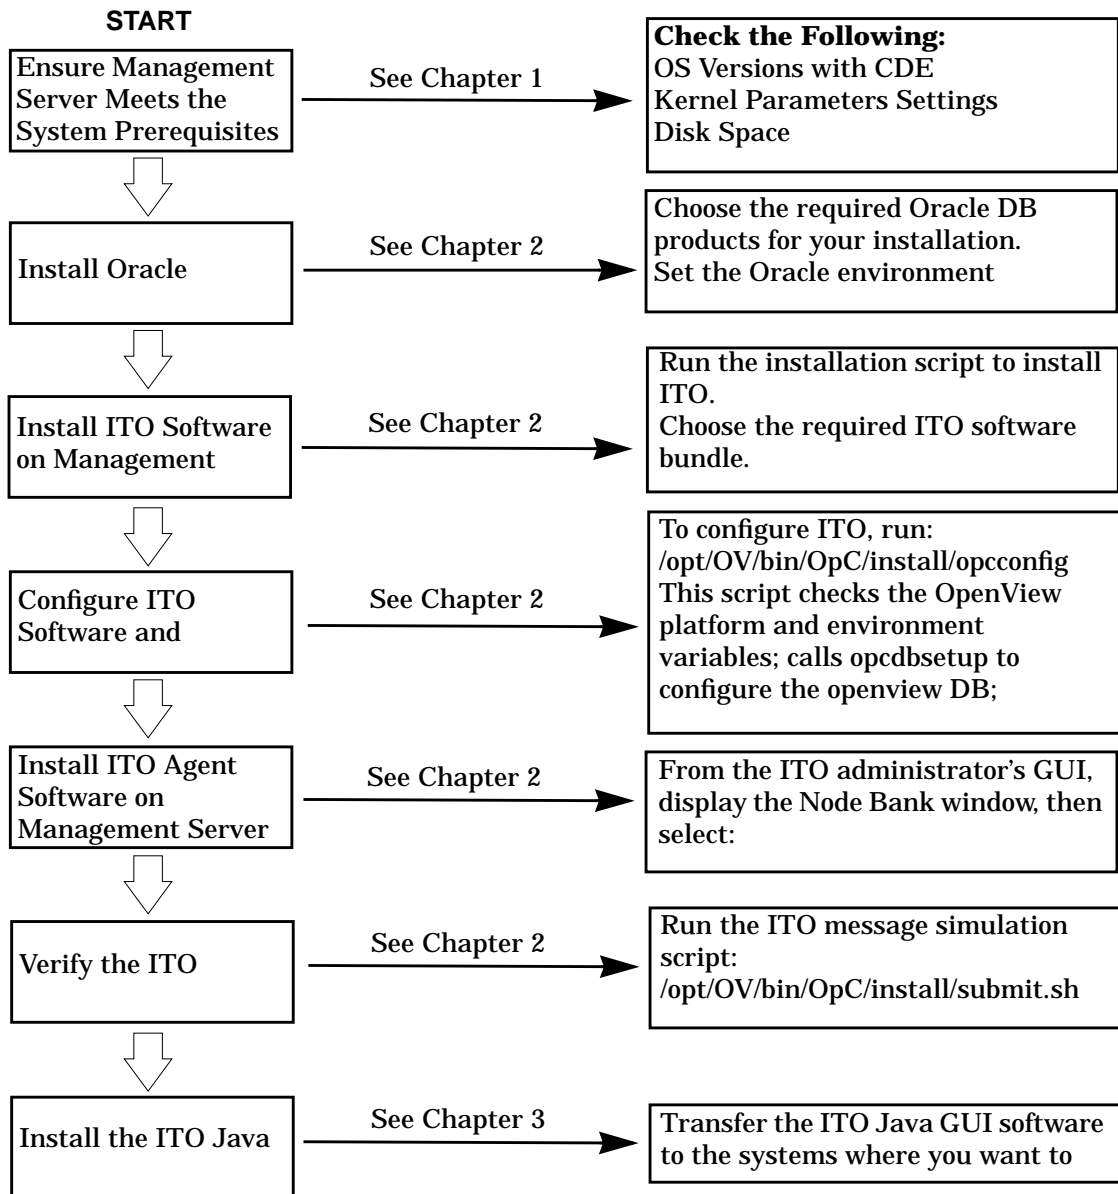 START
Ensure Management
Server Meets the
System Prerequisites
See Chapter 1
Check the Following:
OS Versions with CDE
Kernel Parameters Settings
Disk Space
Install Oracle
See Chapter 2
Choose the required Oracle DB
products for your installation.
Set the Oracle environment
Install ITO Software
on Management
See Chapter 2
Run the installation script to install
ITO.
Choose the required ITO software
bundle.
Configure ITO
Software and
See Chapter 2
To configure ITO, run:
/opt/OV/bin/OpC/install/opcconfig
This script checks the OpenView
platform and environment
variables; calls opcdbsetup to
configure the openview DB;
Install ITO Agent
Software on
Management Server
See Chapter 2
From the ITO administrator's GUI,
display the Node Bank window, then
select:
Verify the ITO
See Chapter 2
Run the ITO message simulation
script:
/opt/OV/bin/OpC/install/submit.sh
Install the ITO Java
See Chapter 3
Transfer the ITO Java GUI software
to the systems where you want to